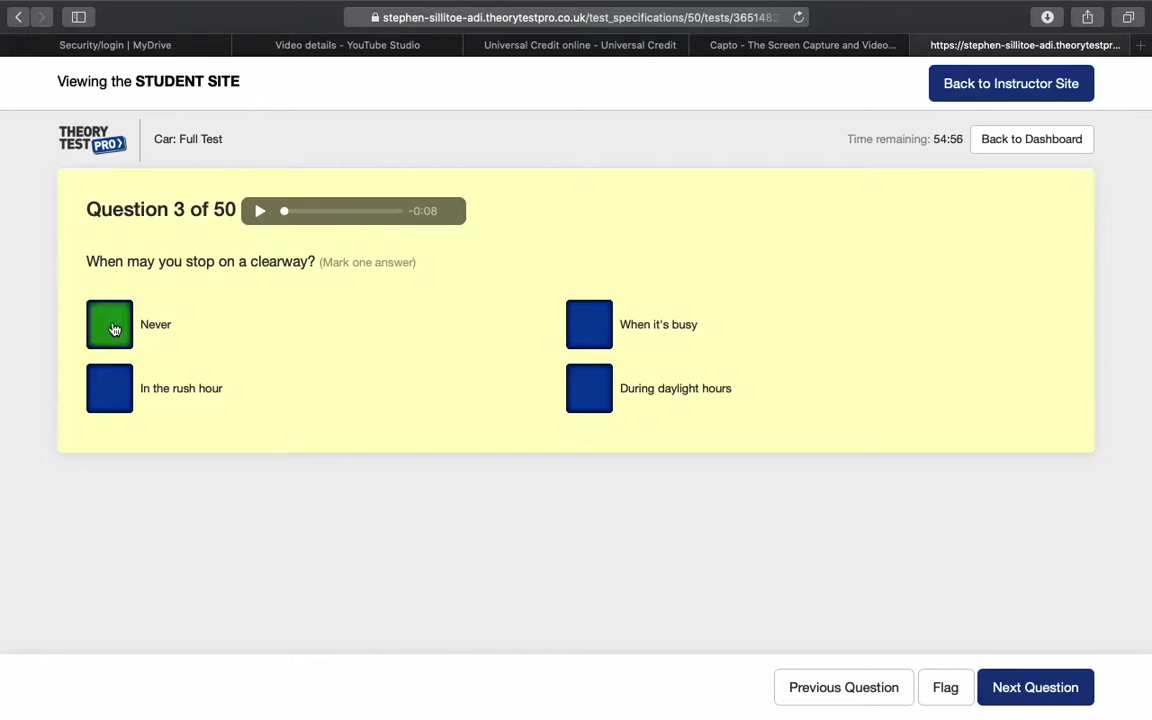 stephen-sillitoe-adi.theorytestpro.co.uk/test_specifications/50/tests/36514
Security/login | MyDrive
Video details - YouTube Studio
Universal Credit online - Universal Credit
Capto - The Screen Capture and Video...
https://stephen-sillitoe-adi.theorytestpr...
Viewing the STUDENT SITE
Back to Instructor Site
THEORY
TEST PRO
Car: Full Test
Time remaining: 54:56
Back to Dashboard
Question 3 of 50
-0:08
When may you stop on a clearway? (Mark one answer)
Never
When it's busy
In the rush hour
During daylight hours
Previous Question
Flag
Next Question